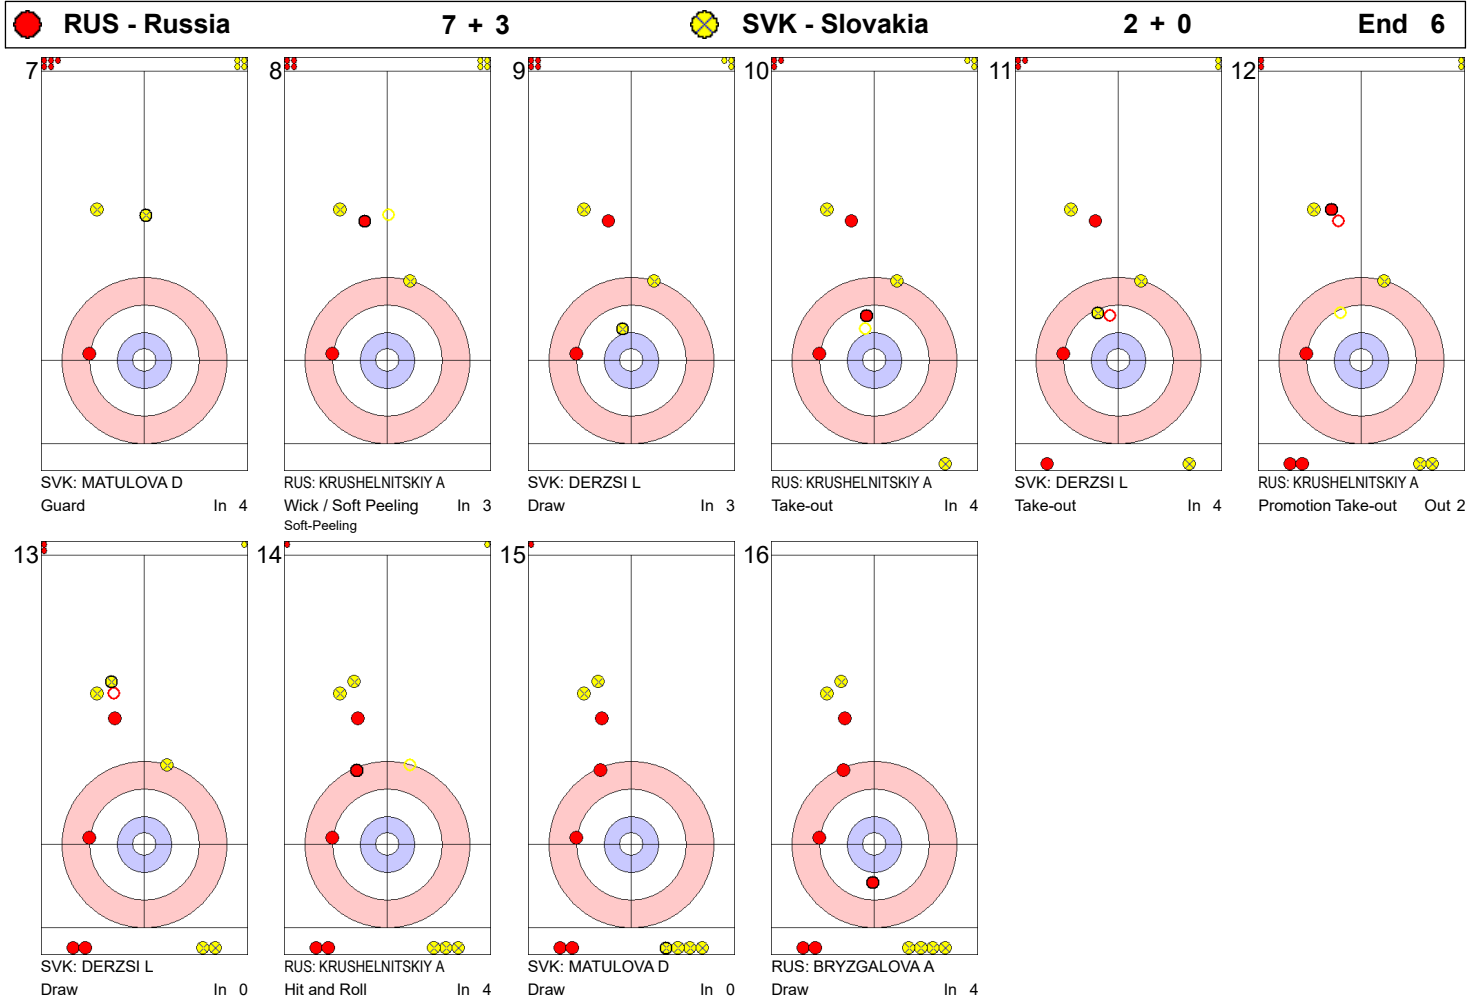 RUS - Russia 7 + 3 SVK - Slovakia 2 + 0 End 6
7 8 9 10 11 12
SVK: MATULOVA D RUS: KRUSHELNITSKIY A SVK: DERZSI L RUS: KRUSHELNITSKIY A SVK: DERZSI L RUS: KRUSHELNITSKIY A
Guard In 4 Wick / Soft Peeling In 3 Draw In 3 Take-out In 4 Take-out In 4 Promotion Take-out Out 2
Soft-Peeling
13 14 15 16
SVK: DERZSI L RUS: KRUSHELNITSKIY A SVK: MATULOVA D RUS: BRYZGALOVA A
Draw In 0 Hit and Roll In 4 Draw In 0 Draw In 4